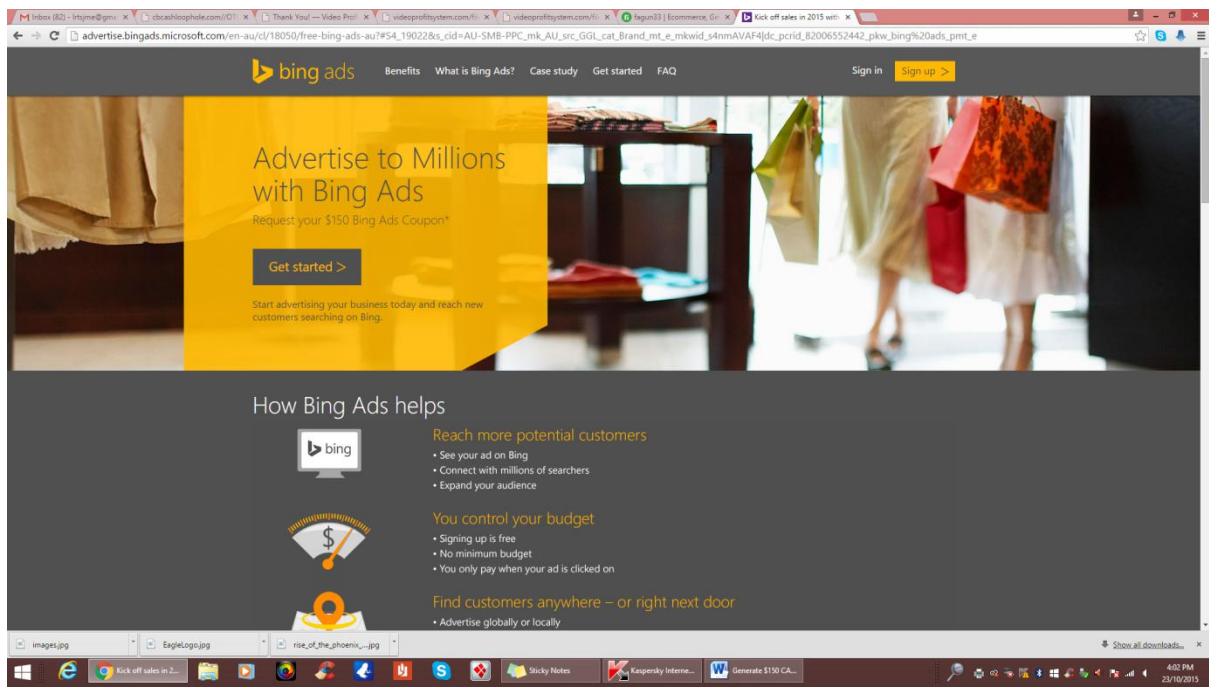 Inbox (82) - lrtsjme@gma
cbcashloophole.com//OT
Thank You! — Video Prof
videoprofitsystem.com/fi
videoprofitsystem.com/fi
fagun33 | Ecommerce, Gr
Kick off sales in 2015 with
advertise.bingads.microsoft.com/en-au/cl/18050/free-bing-ads-au?#S4_19022&s_cid=AU-SMB-PPC_mk_AU_src_GGL_cat_Brand_mt_e_mkwid_s4nmAVAF4|dc_pcrid_82006552442_pkw_bing%20ads_pmt_e
bing ads
Benefits What is Bing Ads? Case study Get started FAQ
Sign in Sign up >
Advertise to Millions
with Bing Ads
Request your $150 Bing Ads Coupon*
Get started >
Start advertising your business today and reach new
customers searching on Bing.
How Bing Ads helps
bing
Reach more potential customers
• See your ad on Bing
• Connect with millions of searchers
• Expand your audience
$
You control your budget
• Signing up is free
• No minimum budget
• You only pay when your ad is clicked on
Find customers anywhere – or right next door
• Advertise globally or locally
images.jpg
EagleLogo.jpg
rise_of_the_phoenix_...jpg
Show all downloads...
Kick off sales in 2...
Sticky Notes
Kaspersky Interne...
Generate $150 CA...
4:02 PM
23/10/2015